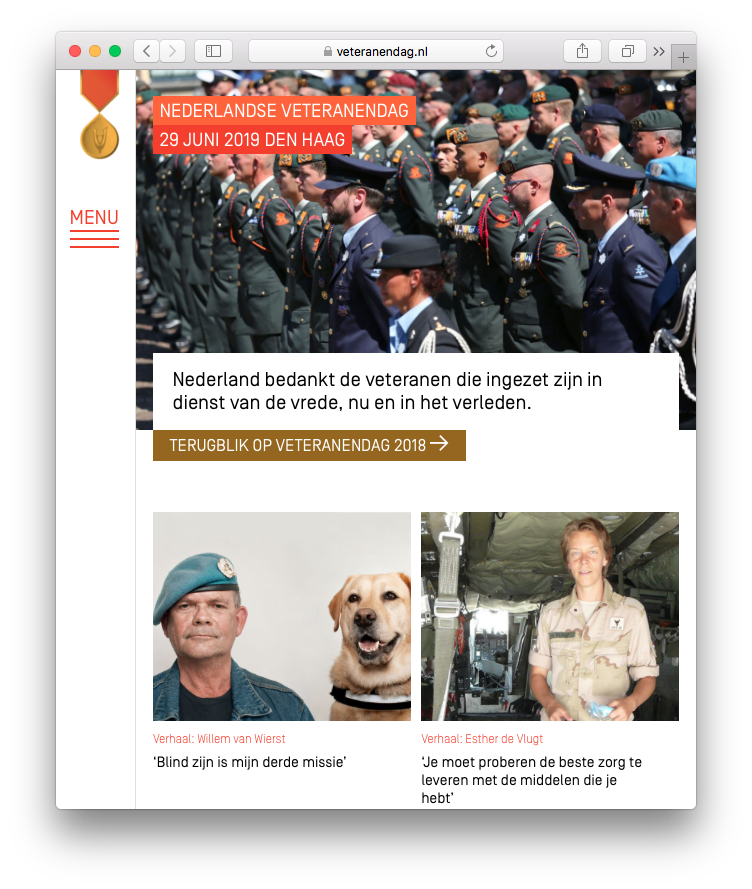 veteranendag.nl
NEDERLANDSE VETERANENDAG
29 JUNI 2019 DEN HAAG
MENU
Nederland bedankt de veteranen die ingezet zijn in
dienst van de vrede, nu en in het verleden.
TERUGBLIK OP VETERANENDAG 2018 →
Verhaal: Willem van Wierst
‘Blind zijn is mijn derde missie’
Verhaal: Esther de Vlugt
‘Je moet proberen de beste zorg te
leveren met de middelen die je
hebt’